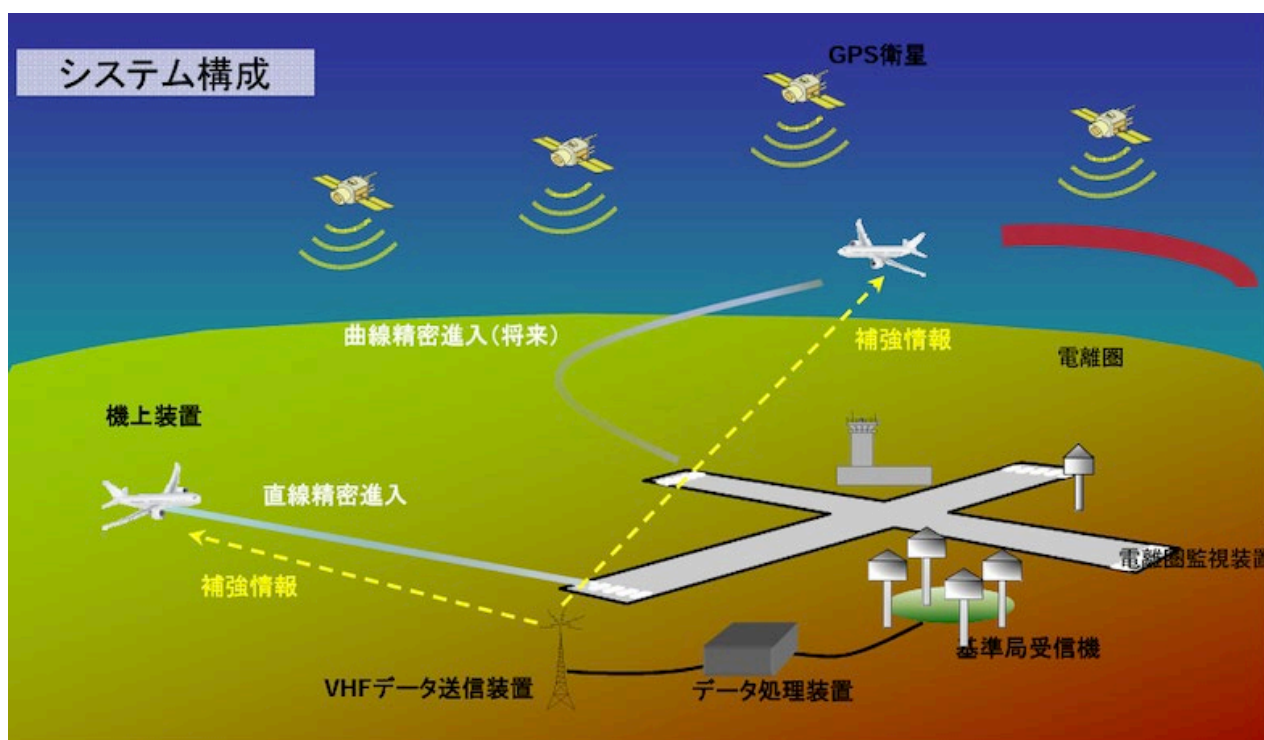 システム構成
GPS衛星
曲線精密進入(将来)
補強情報
電離圏
機上装置
直線精密進入
補強情報
電離圏監視装置
基準局受信機
VHFデータ送信装置
データ処理装置